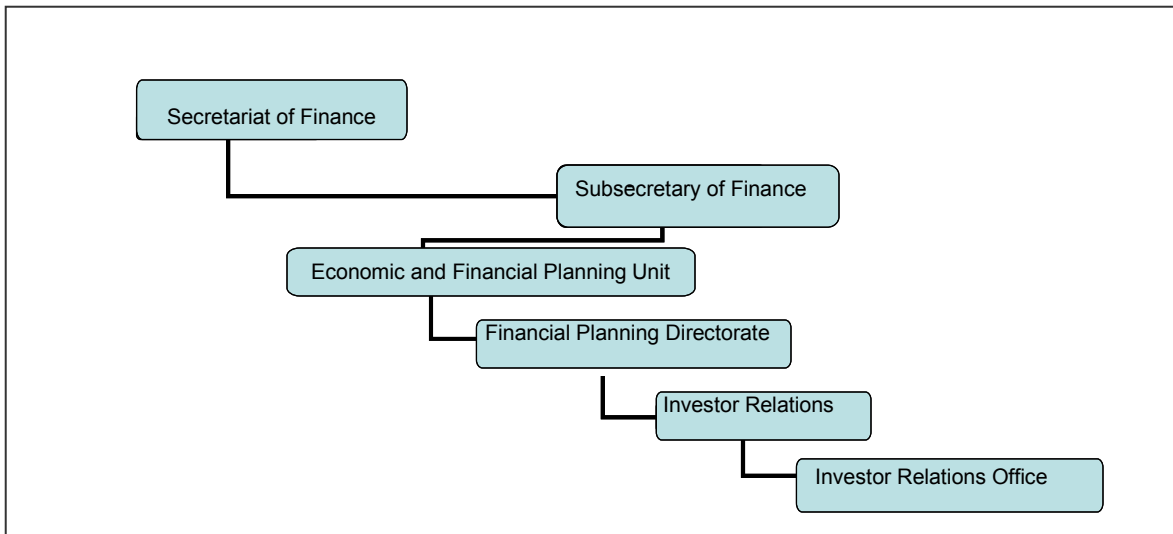 Secretariat of Finance
Subsecretary of Finance
Economic and Financial Planning Unit
Financial Planning Directorate
Investor Relations
Investor Relations Office